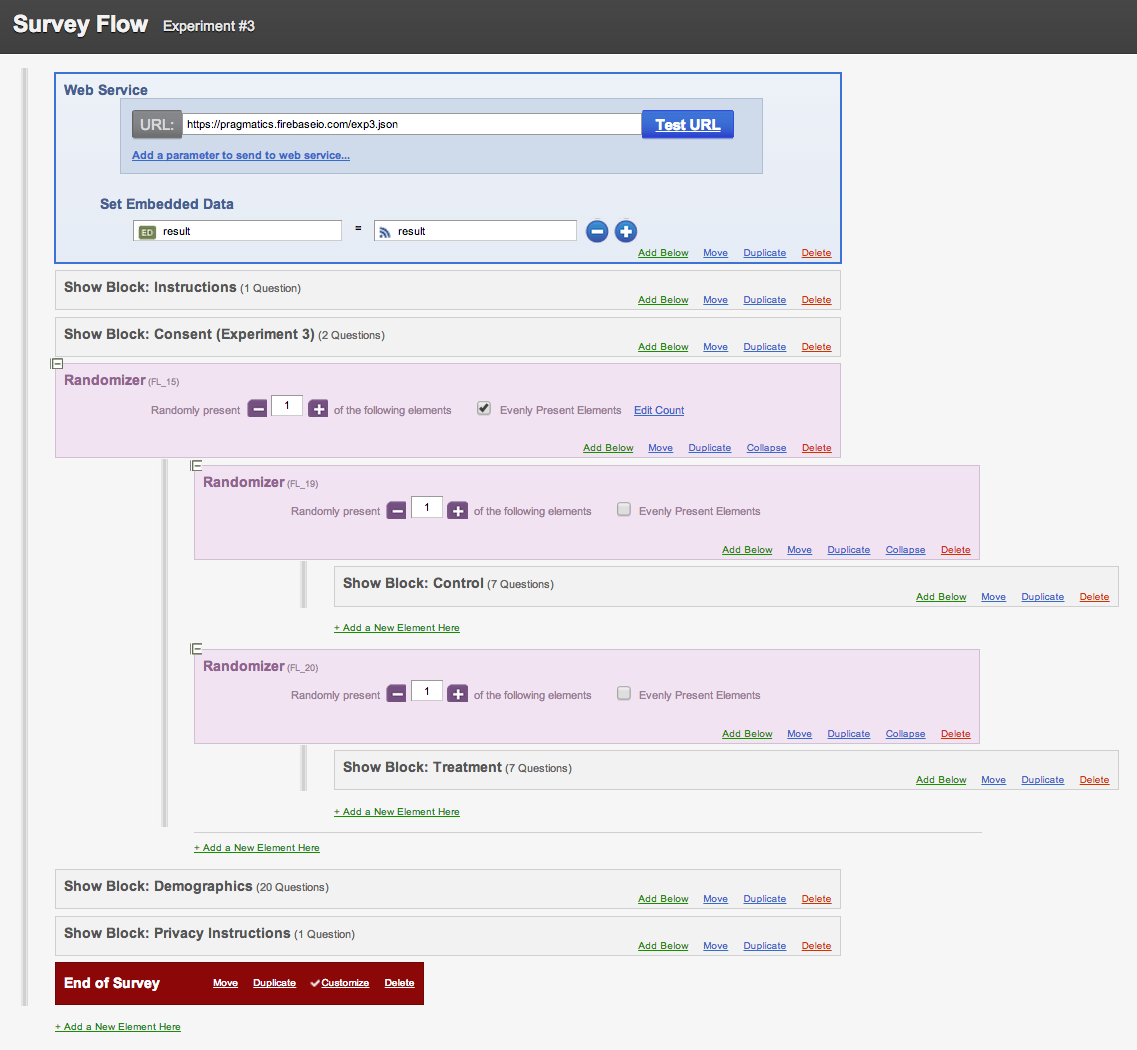 Survey Flow Experiment #3
Web Service
URL: https://pragmatics.firebaseio.com/exp3.json Test URL
Add a parameter to send to web service...
Set Embedded Data
ED result = result
Add Below Move Duplicate Delete
Show Block: Instructions (1 Question)
Add Below Move Duplicate Delete
Show Block: Consent (Experiment 3) (2 Questions)
Add Below Move Duplicate Delete
Randomizer (FL_15)
Randomly present 1 of the following elements Evenly Present Elements Edit Count
Add Below Move Duplicate Collapse Delete
Randomizer (FL_19)
Randomly present 1 of the following elements Evenly Present Elements
Add Below Move Duplicate Collapse Delete
Show Block: Control (7 Questions)
Add Below Move Duplicate Delete
+ Add a New Element Here
Randomizer (FL_20)
Randomly present 1 of the following elements Evenly Present Elements
Add Below Move Duplicate Collapse Delete
Show Block: Treatment (7 Questions)
Add Below Move Duplicate Delete
+ Add a New Element Here
+ Add a New Element Here
Show Block: Demographics (20 Questions)
Add Below Move Duplicate Delete
Show Block: Privacy Instructions (1 Question)
Add Below Move Duplicate Delete
End of Survey Move Duplicate Customize Delete
+ Add a New Element Here